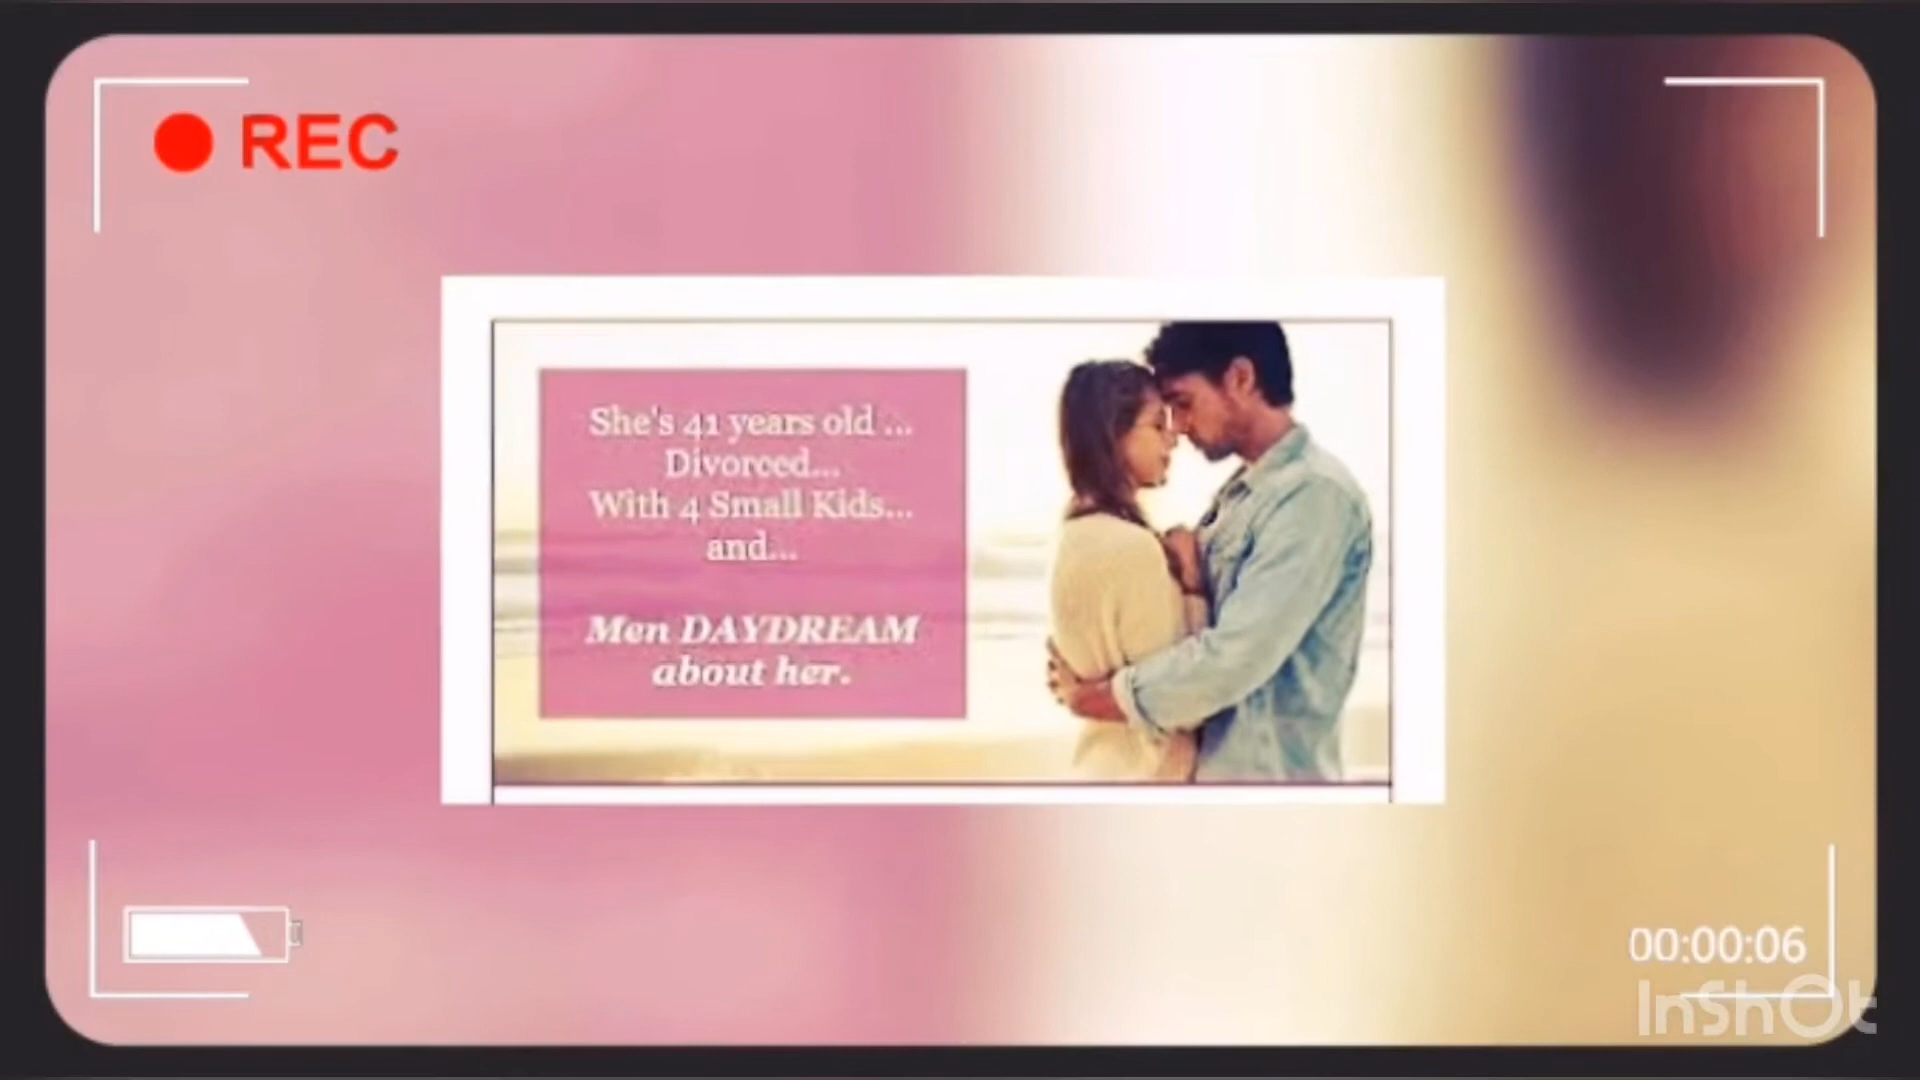 REC
She's 41 years old ...
Divorced...
With 4 Small Kids...
and...
Men DAYDREAM
about her.
00:00:06
InShOt